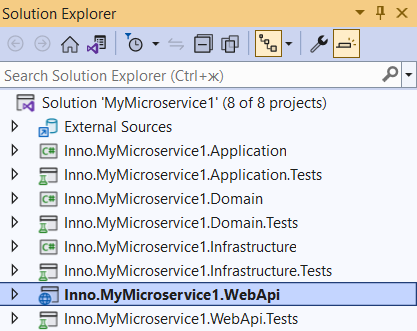 Solution Explorer
Search Solution Explorer (Ctrl+ж)
Solution 'MyMicroservice1' (8 of 8 projects)
External Sources
C# Inno.MyMicroservice1.Application
Inno.MyMicroservice1.Application.Tests
C# Inno.MyMicroservice1.Domain
Inno.MyMicroservice1.Domain.Tests
C# Inno.MyMicroservice1.Infrastructure
Inno.MyMicroservice1.Infrastructure.Tests
Inno.MyMicroservice1.WebApi
Inno.MyMicroservice1.WebApi.Tests